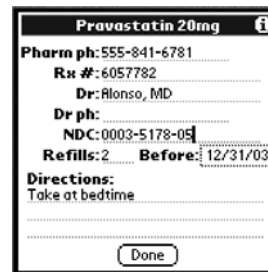 Pravastatin 20mg i
Pharm ph: 555-841-6781
Rx #: 6057782
Dr: Alonso, MD
Dr ph:
NDC: 0003-5178-05
Refills: 2 Before: 12/31/03
Directions:
Take at bedtime
Done